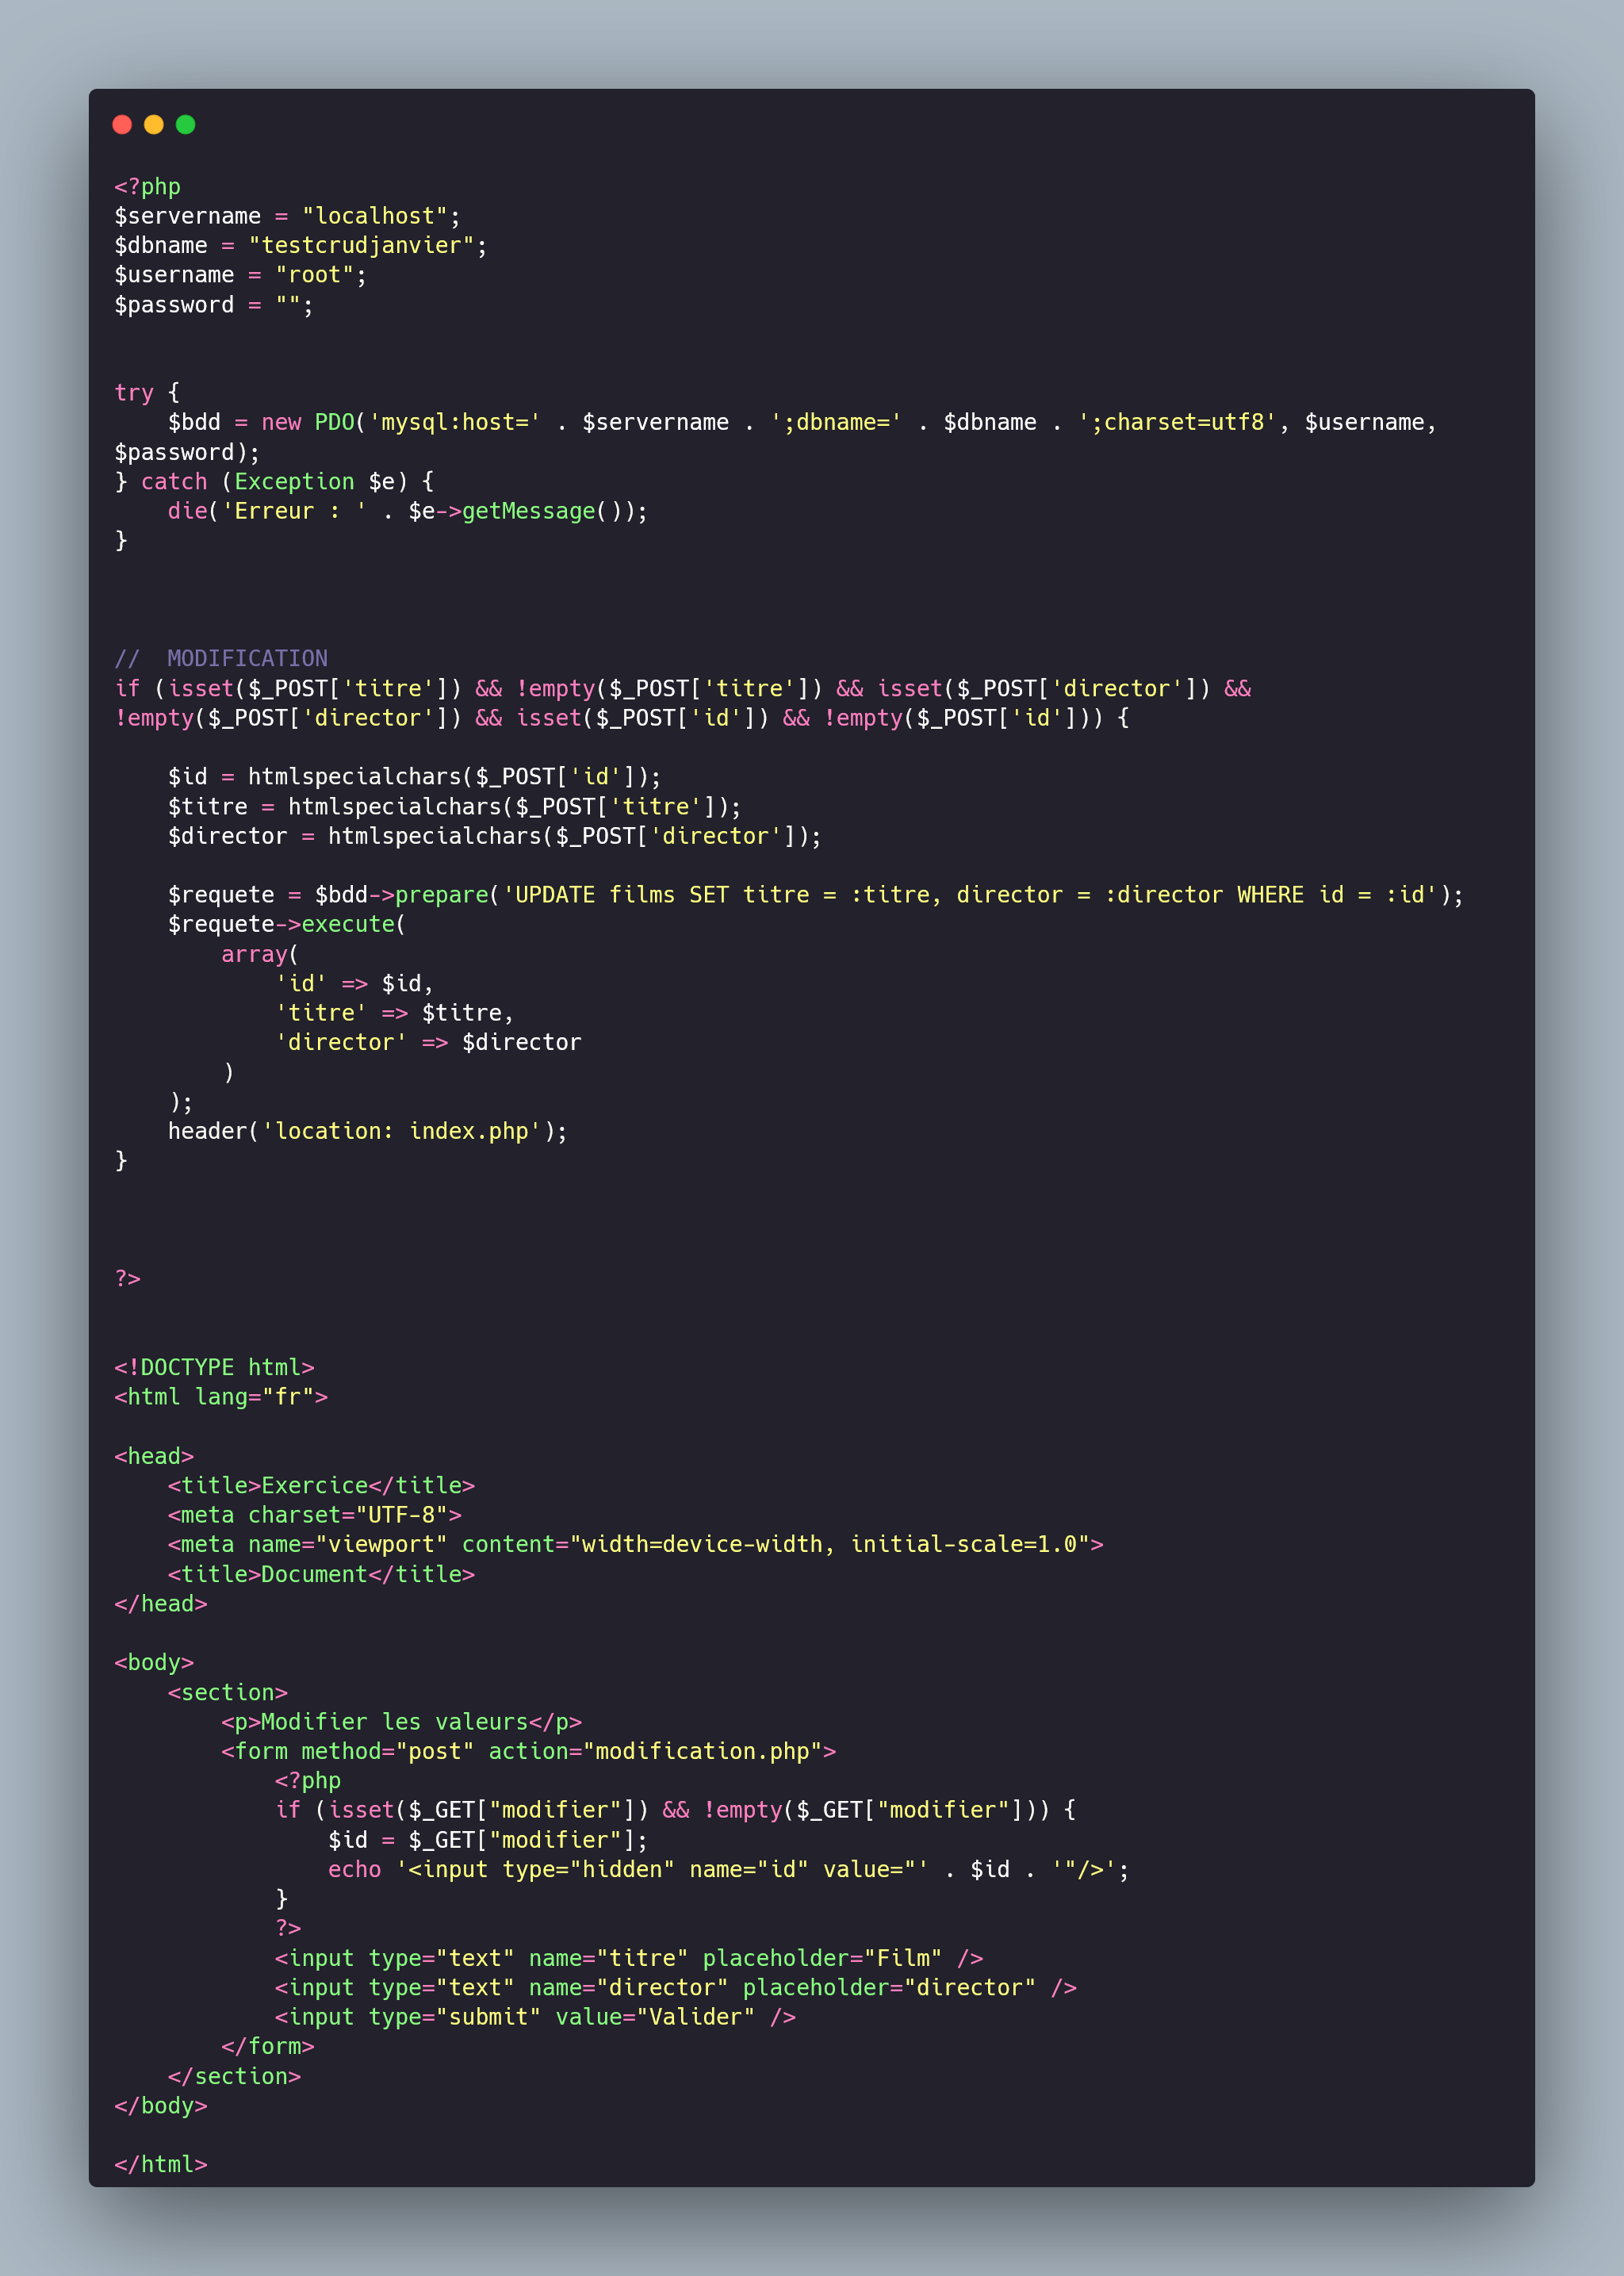 <?php
$servername = "localhost";
$dbname = "testcrudjanvier";
$username = "root";
$password = "";
try {
    $bdd = new PDO('mysql:host=' . $servername . ';dbname=' . $dbname . ';charset=utf8', $username,
$password);
} catch (Exception $e) {
    die('Erreur : ' . $e->getMessage());
}
//  MODIFICATION
if (isset($_POST['titre']) && !empty($_POST['titre']) && isset($_POST['director']) &&
!empty($_POST['director']) && isset($_POST['id']) && !empty($_POST['id'])) {
    $id = htmlspecialchars($_POST['id']);
    $titre = htmlspecialchars($_POST['titre']);
    $director = htmlspecialchars($_POST['director']);
    $requete = $bdd->prepare('UPDATE films SET titre = :titre, director = :director WHERE id = :id');
    $requete->execute(
        array(
            'id' => $id,
            'titre' => $titre,
            'director' => $director
        )
    );
    header('location: index.php');
}
?>
<!DOCTYPE html>
<html lang="fr">
<head>
    <title>Exercice</title>
    <meta charset="UTF-8">
    <meta name="viewport" content="width=device-width, initial-scale=1.0">
    <title>Document</title>
</head>
<body>
    <section>
        <p>Modifier les valeurs</p>
        <form method="post" action="modification.php">
            <?php
            if (isset($_GET["modifier"]) && !empty($_GET["modifier"])) {
                $id = $_GET["modifier"];
                echo '<input type="hidden" name="id" value="' . $id . '"/>';
            }
            ?>
            <input type="text" name="titre" placeholder="Film" />
            <input type="text" name="director" placeholder="director" />
            <input type="submit" value="Valider" />
        </form>
    </section>
</body>
</html>